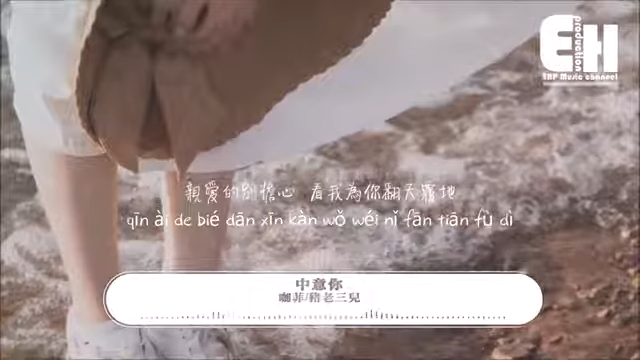 EH
production
EHP Music channel
親愛的別擔心 看我為你翻天覆地
qīn ài de bié dān xīn kàn wǒ wéi nǐ fān tiān fù dì
中意你
咖菲/豬老三兒